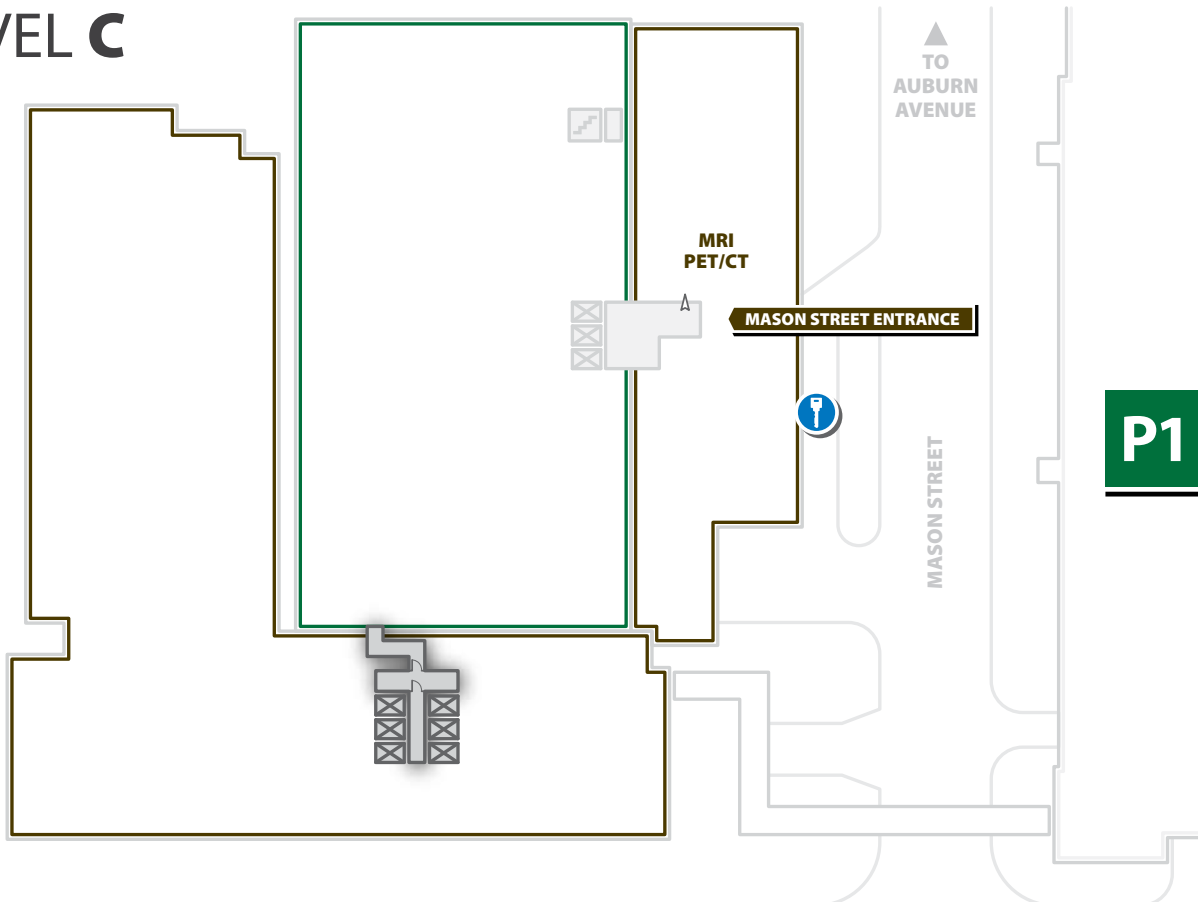 VEL C
TO
AUBURN
AVENUE
MRI
PET/CT
MASON STREET ENTRANCE
P1
MASON STREET